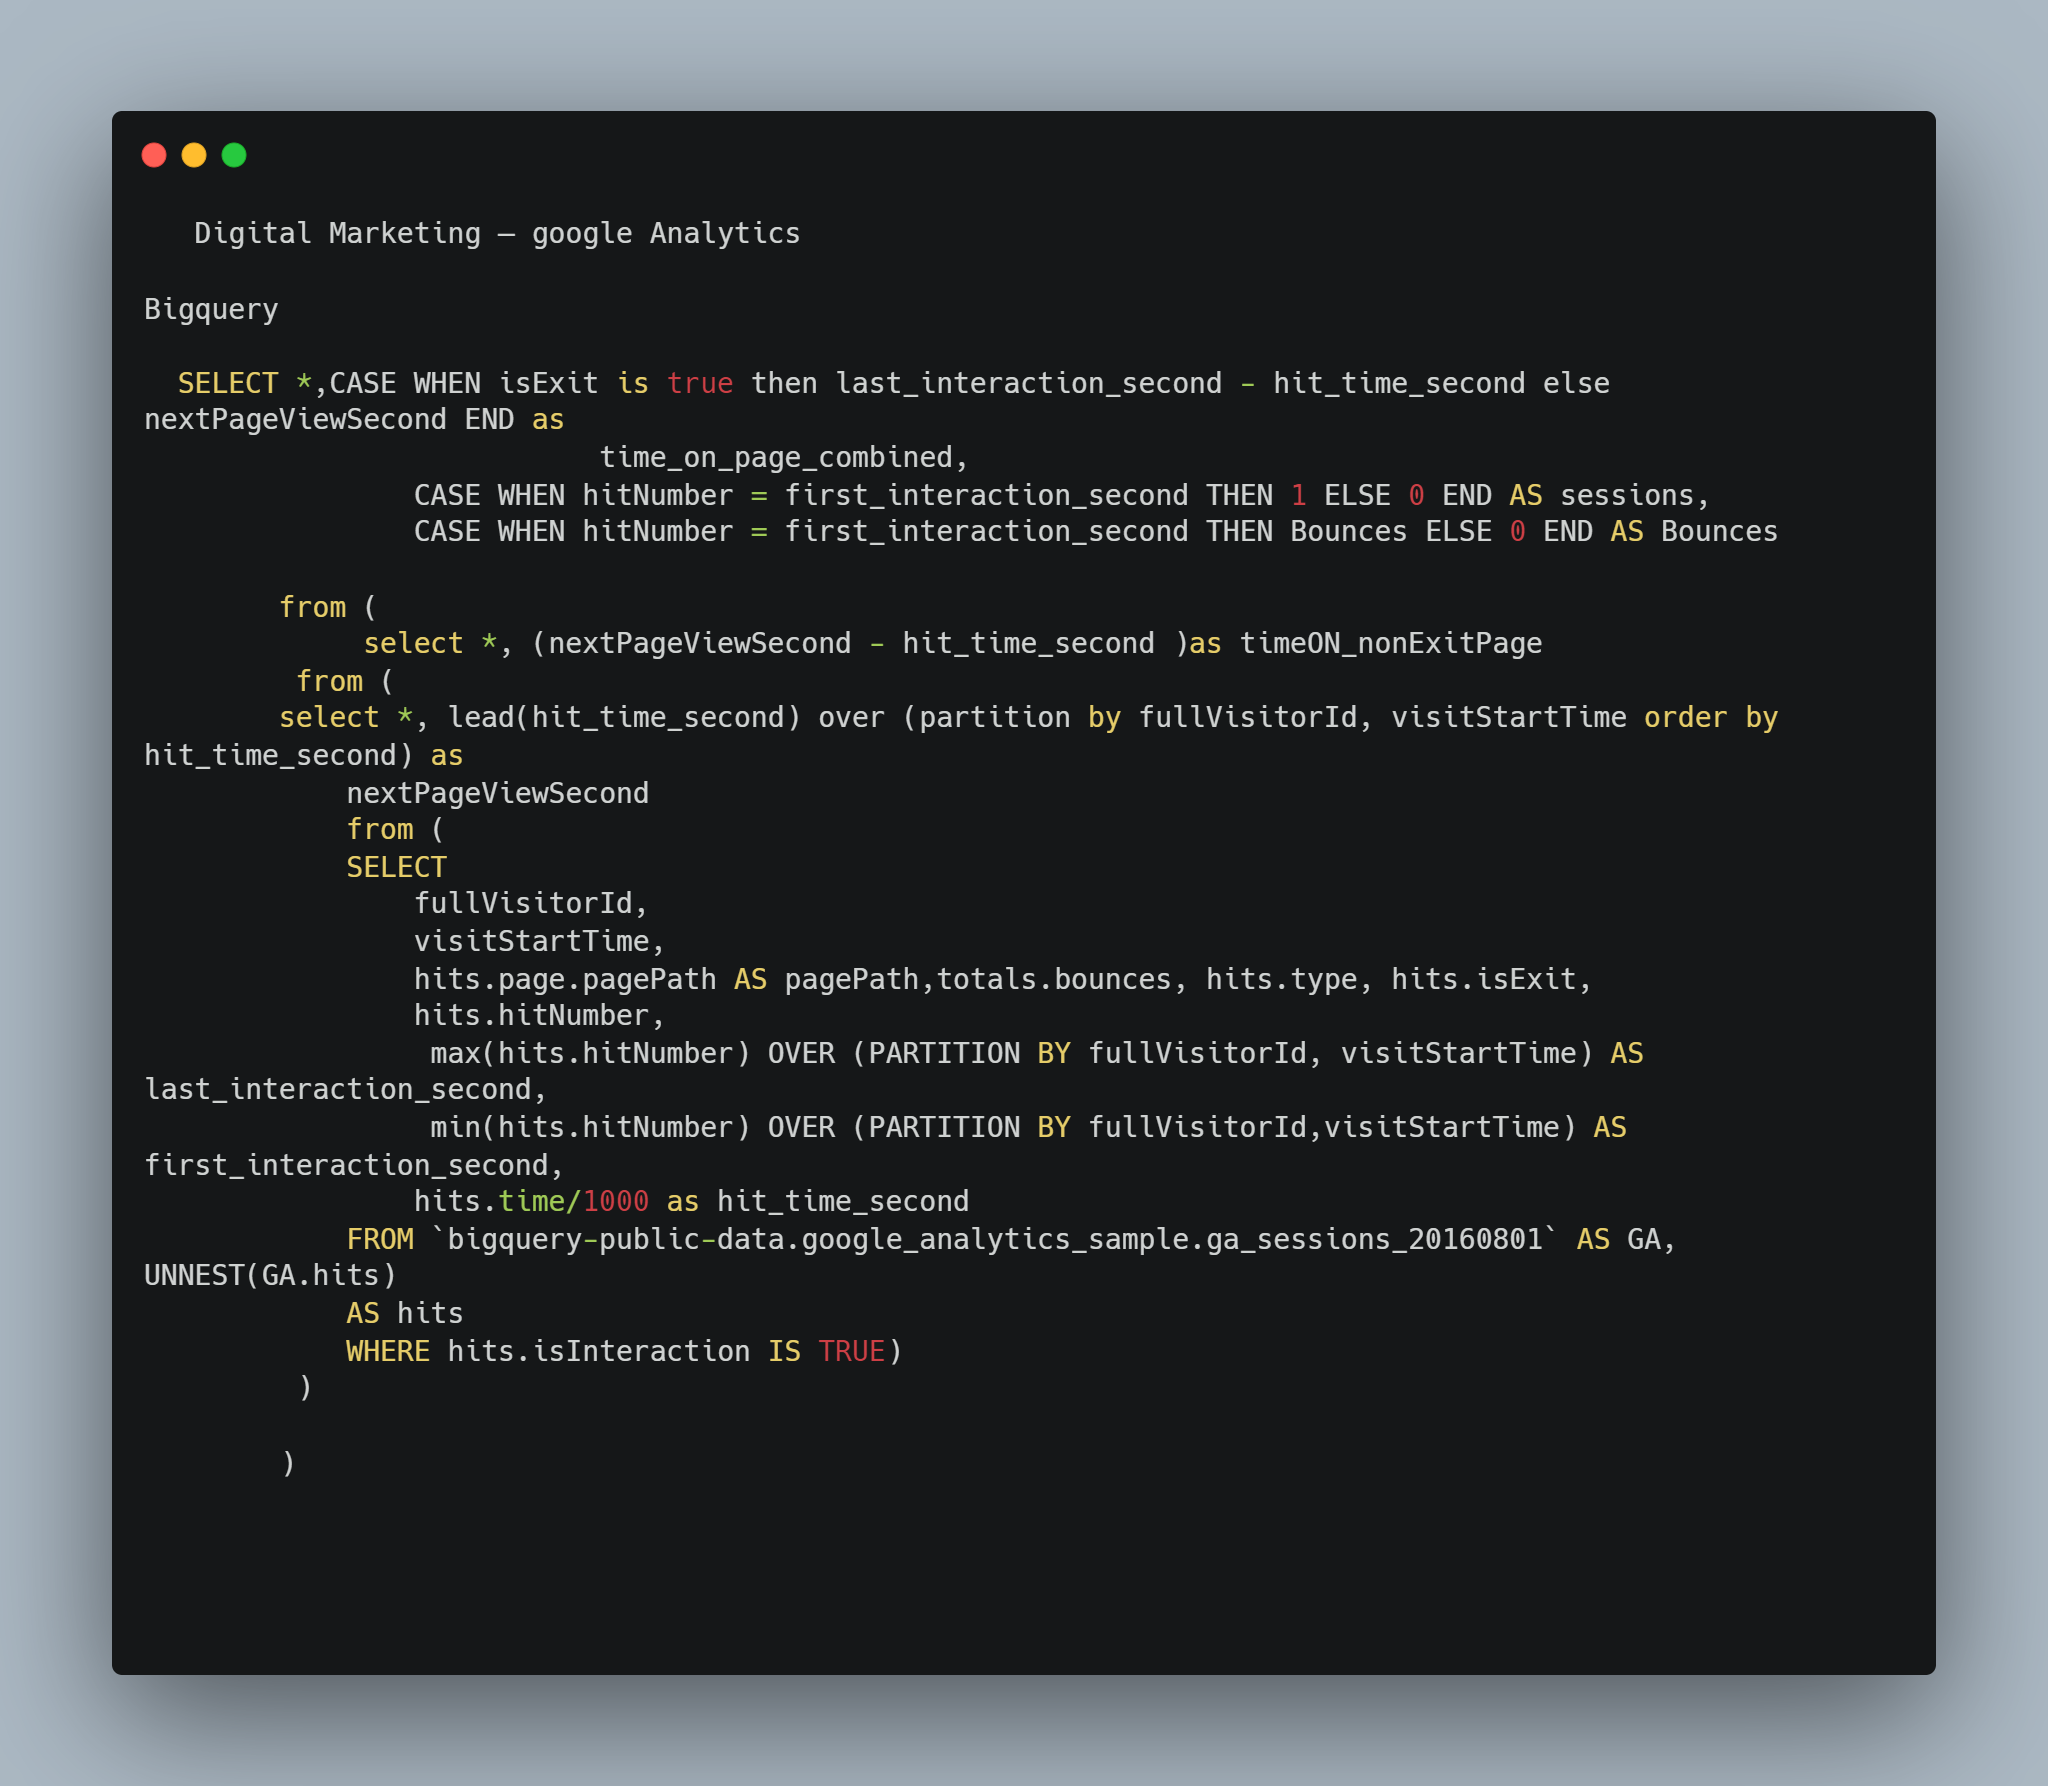 Digital Marketing – google Analytics
Bigquery
SELECT *,CASE WHEN isExit is true then last_interaction_second - hit_time_second else
nextPageViewSecond END as
time_on_page_combined,
CASE WHEN hitNumber = first_interaction_second THEN 1 ELSE 0 END AS sessions,
CASE WHEN hitNumber = first_interaction_second THEN Bounces ELSE 0 END AS Bounces
from (
select *, (nextPageViewSecond - hit_time_second )as timeON_nonExitPage
from (
select *, lead(hit_time_second) over (partition by fullVisitorId, visitStartTime order by
hit_time_second) as
nextPageViewSecond
from (
SELECT
fullVisitorId,
visitStartTime,
hits.page.pagePath AS pagePath,totals.bounces, hits.type, hits.isExit,
hits.hitNumber,
max(hits.hitNumber) OVER (PARTITION BY fullVisitorId, visitStartTime) AS
last_interaction_second,
min(hits.hitNumber) OVER (PARTITION BY fullVisitorId,visitStartTime) AS
first_interaction_second,
hits.time/1000 as hit_time_second
FROM `bigquery-public-data.google_analytics_sample.ga_sessions_20160801` AS GA,
UNNEST(GA.hits)
AS hits
WHERE hits.isInteraction IS TRUE)
)
)